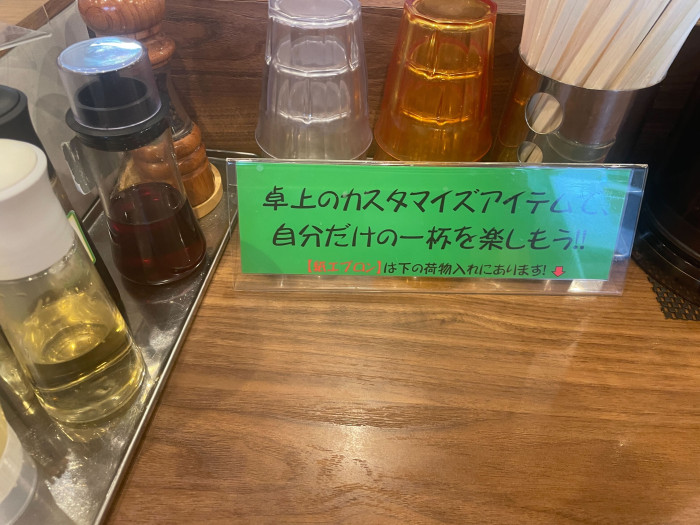 卓上のカスタマイズアイテムで、
自分だけの一杯を楽しもう!!
【紙エプロン】は下の荷物入れにあります!